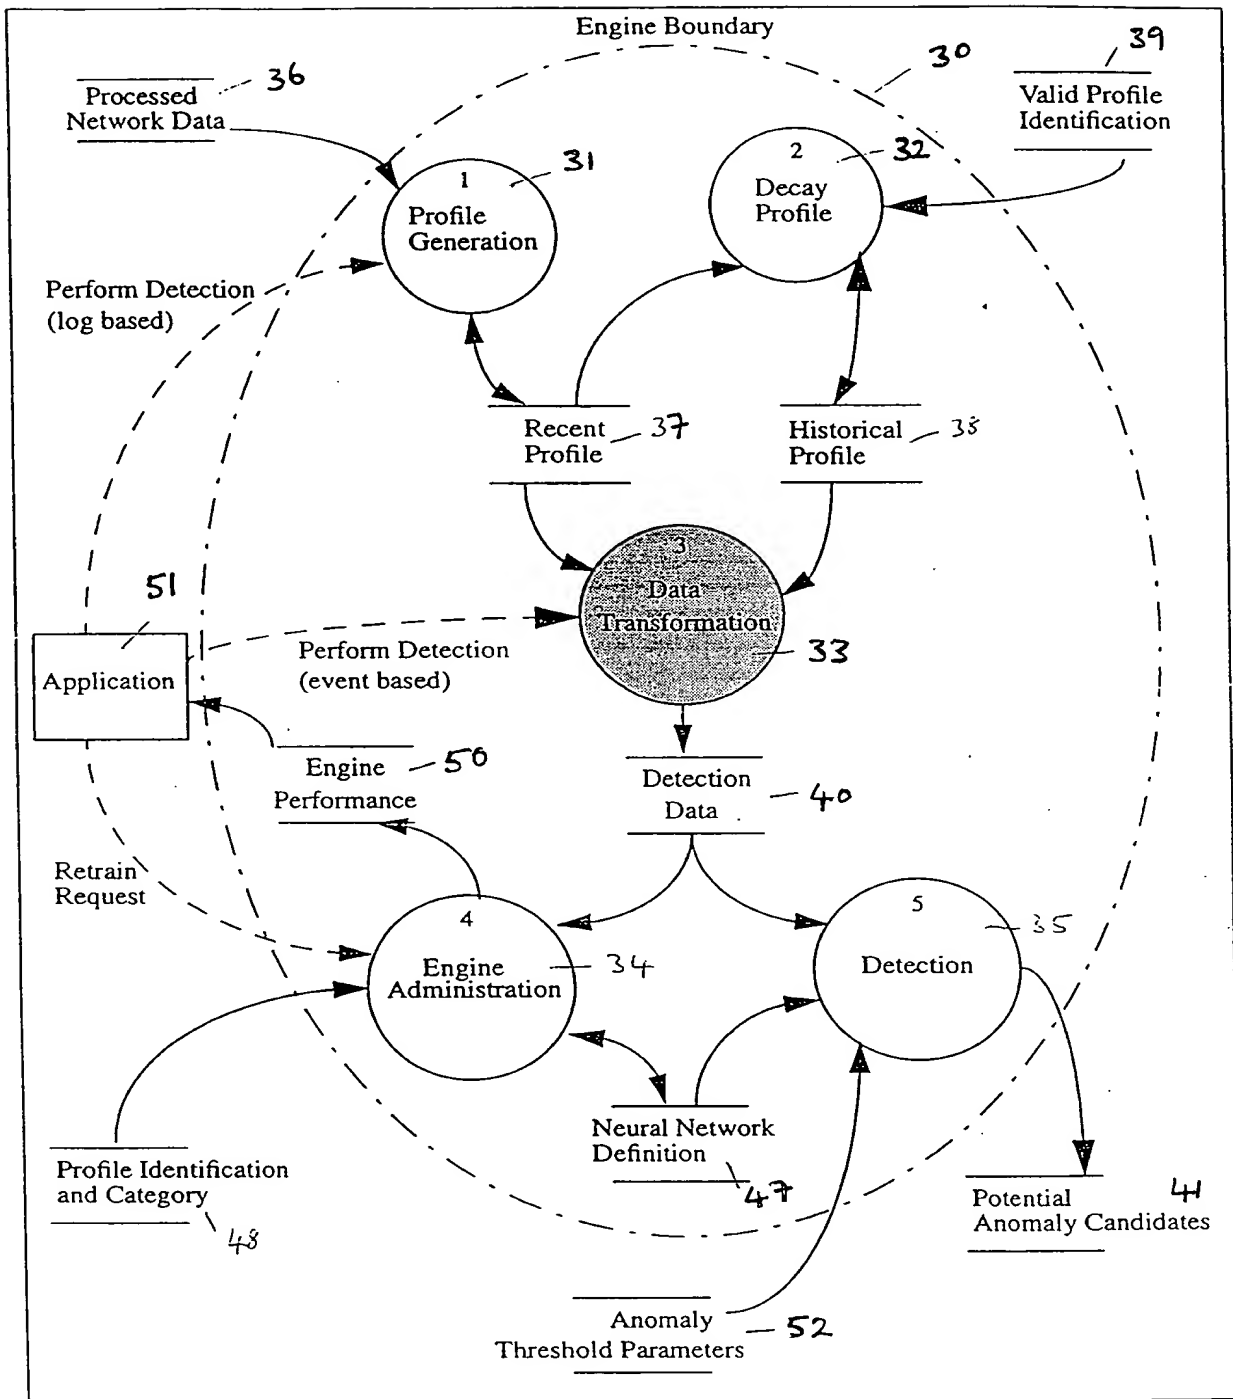 Engine Boundary
39
36
30
Processed
Network Data
Valid Profile
Identification
1
31
Profile
Generation
2
32
Decay
Profile
Perform Detection
(log based)
Recent
Profile
37
Historical
Profile
38
3
Data
Transformation
33
51
Application
Perform Detection
(event based)
Engine
Performance
50
Detection
Data
40
Retrain
Request
4
Engine
Administration
34
5
35
Detection
Neural Network
Definition
47
Profile Identification
and Category
48
Potential
Anomaly Candidates
41
Anomaly
Threshold Parameters
52